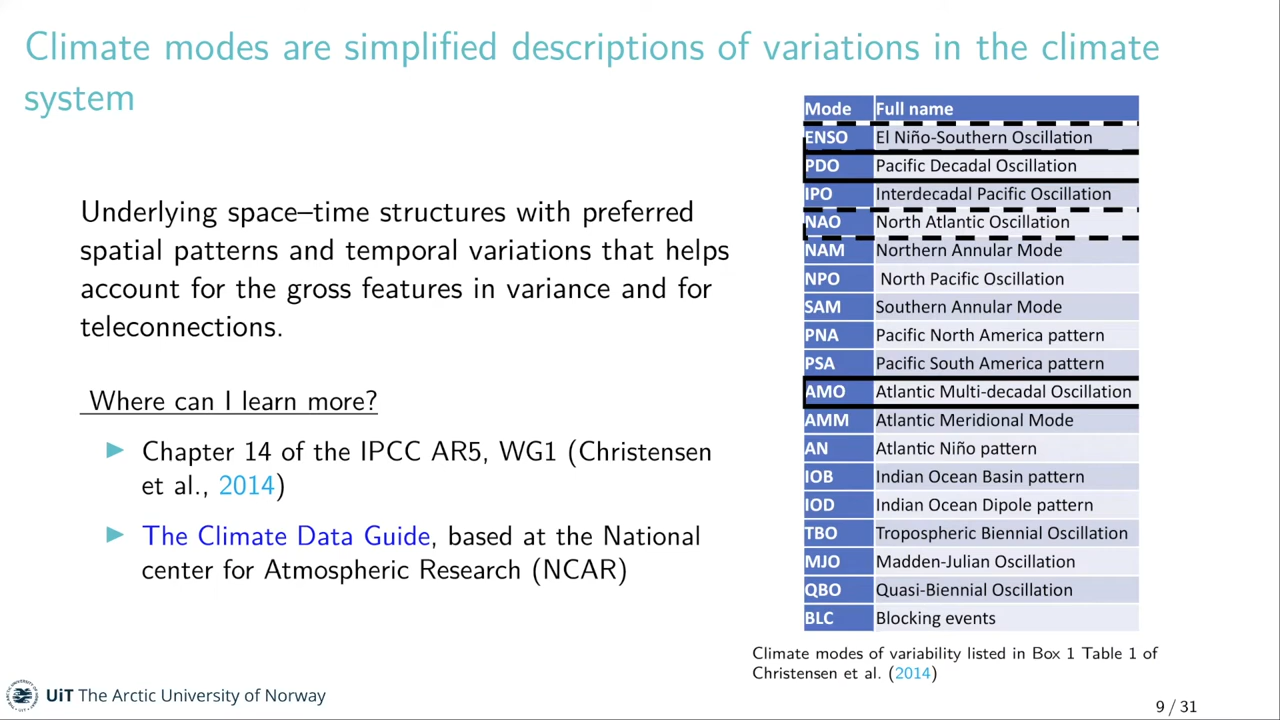 Climate modes are simplified descriptions of variations in the climate
system
Underlying space–time structures with preferred
spatial patterns and temporal variations that helps
account for the gross features in variance and for
teleconnections.
Where can I learn more?
Chapter 14 of the IPCC AR5, WG1 (Christensen
et al., 2014)
The Climate Data Guide, based at the National
center for Atmospheric Research (NCAR)
Mode Full name
ENSO El Niño-Southern Oscillation
PDO Pacific Decadal Oscillation
IPO Interdecadal Pacific Oscillation
NAO North Atlantic Oscillation
NAM Northern Annular Mode
NPO North Pacific Oscillation
SAM Southern Annular Mode
PNA Pacific North America pattern
PSA Pacific South America pattern
AMO Atlantic Multi-decadal Oscillation
AMM Atlantic Meridional Mode
AN Atlantic Niño pattern
IOB Indian Ocean Basin pattern
IOD Indian Ocean Dipole pattern
TBO Tropospheric Biennial Oscillation
MJO Madden-Julian Oscillation
QBO Quasi-Biennial Oscillation
BLC Blocking events
Climate modes of variability listed in Box 1 Table 1 of
Christensen et al. (2014)
UiT The Arctic University of Norway
9 / 31